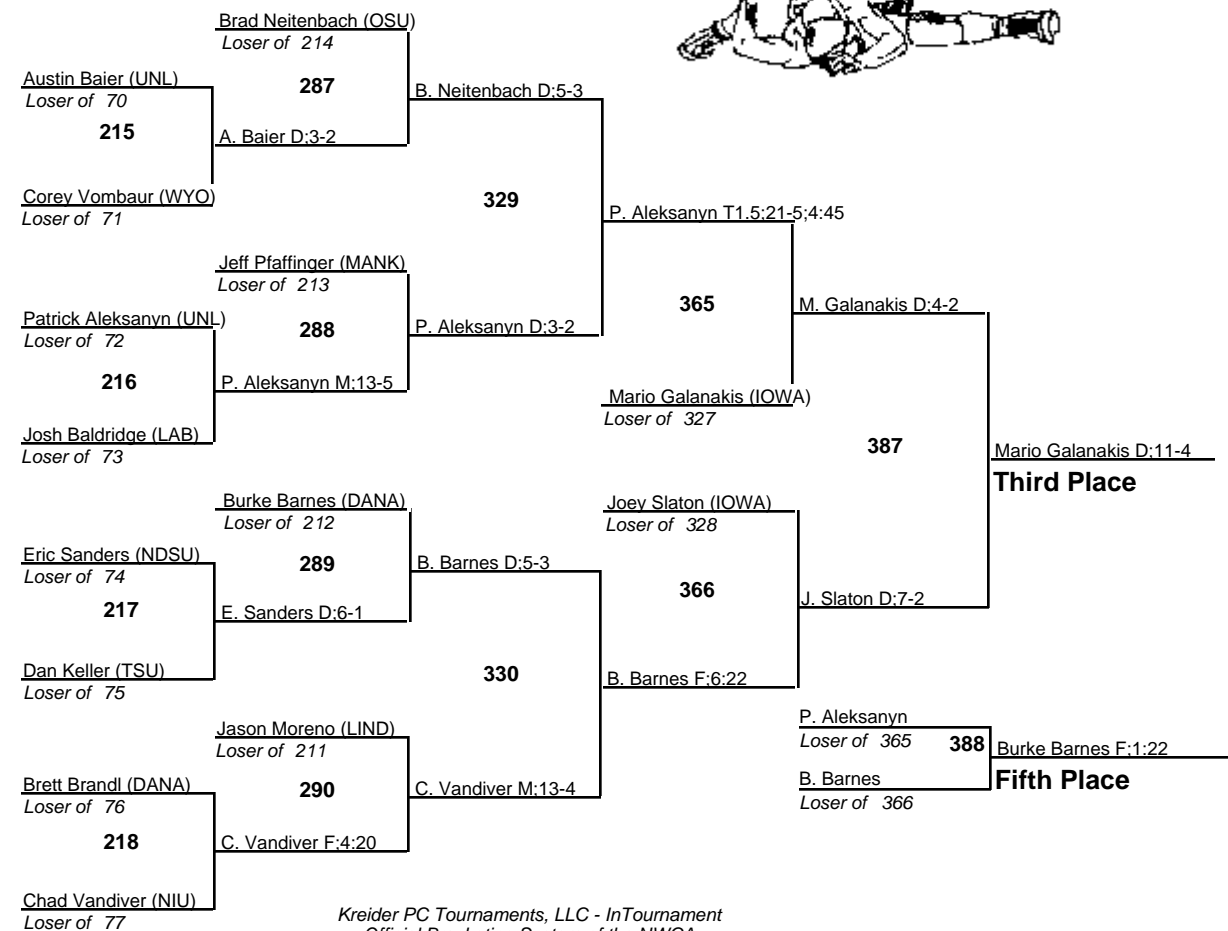 Brad Neitenbach (OSU)
Loser of 214
Austin Baier (UNL)
Loser of 70
287
B. Neitenbach D;5-3
215
A. Baier D;3-2
Corey Vombaur (WYO)
Loser of 71
329
P. Aleksanyn T1.5;21-5;4:45
Jeff Pfaffinger (MANK)
Loser of 213
Patrick Aleksanyn (UNL)
Loser of 72
288
P. Aleksanyn D;3-2
365
M. Galanakis D;4-2
216
P. Aleksanyn M;13-5
Mario Galanakis (IOWA)
Loser of 327
Josh Baldridge (LAB)
Loser of 73
387
Mario Galanakis D;11-4
Third Place
Burke Barnes (DANA)
Loser of 212
Joey Slaton (IOWA)
Loser of 328
Eric Sanders (NDSU)
Loser of 74
289
B. Barnes D;5-3
366
217
E. Sanders D;6-1
J. Slaton D;7-2
Dan Keller (TSU)
Loser of 75
330
B. Barnes F;6:22
Jason Moreno (LIND)
Loser of 211
P. Aleksanyn
Loser of 365
388
Burke Barnes F;1:22
Fifth Place
B. Barnes
Loser of 366
Brett Brandl (DANA)
Loser of 76
290
C. Vandiver M;13-4
218
C. Vandiver F;4:20
Chad Vandiver (NIU)
Loser of 77
Kreider PC Tournaments, LLC - InTournament